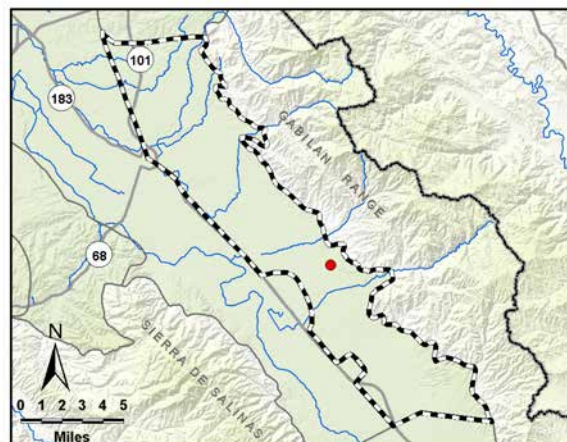 101
183
GABILAN RANGE
68
SIERRA DE SALINAS
N
0 1 2 3 4 5
Miles